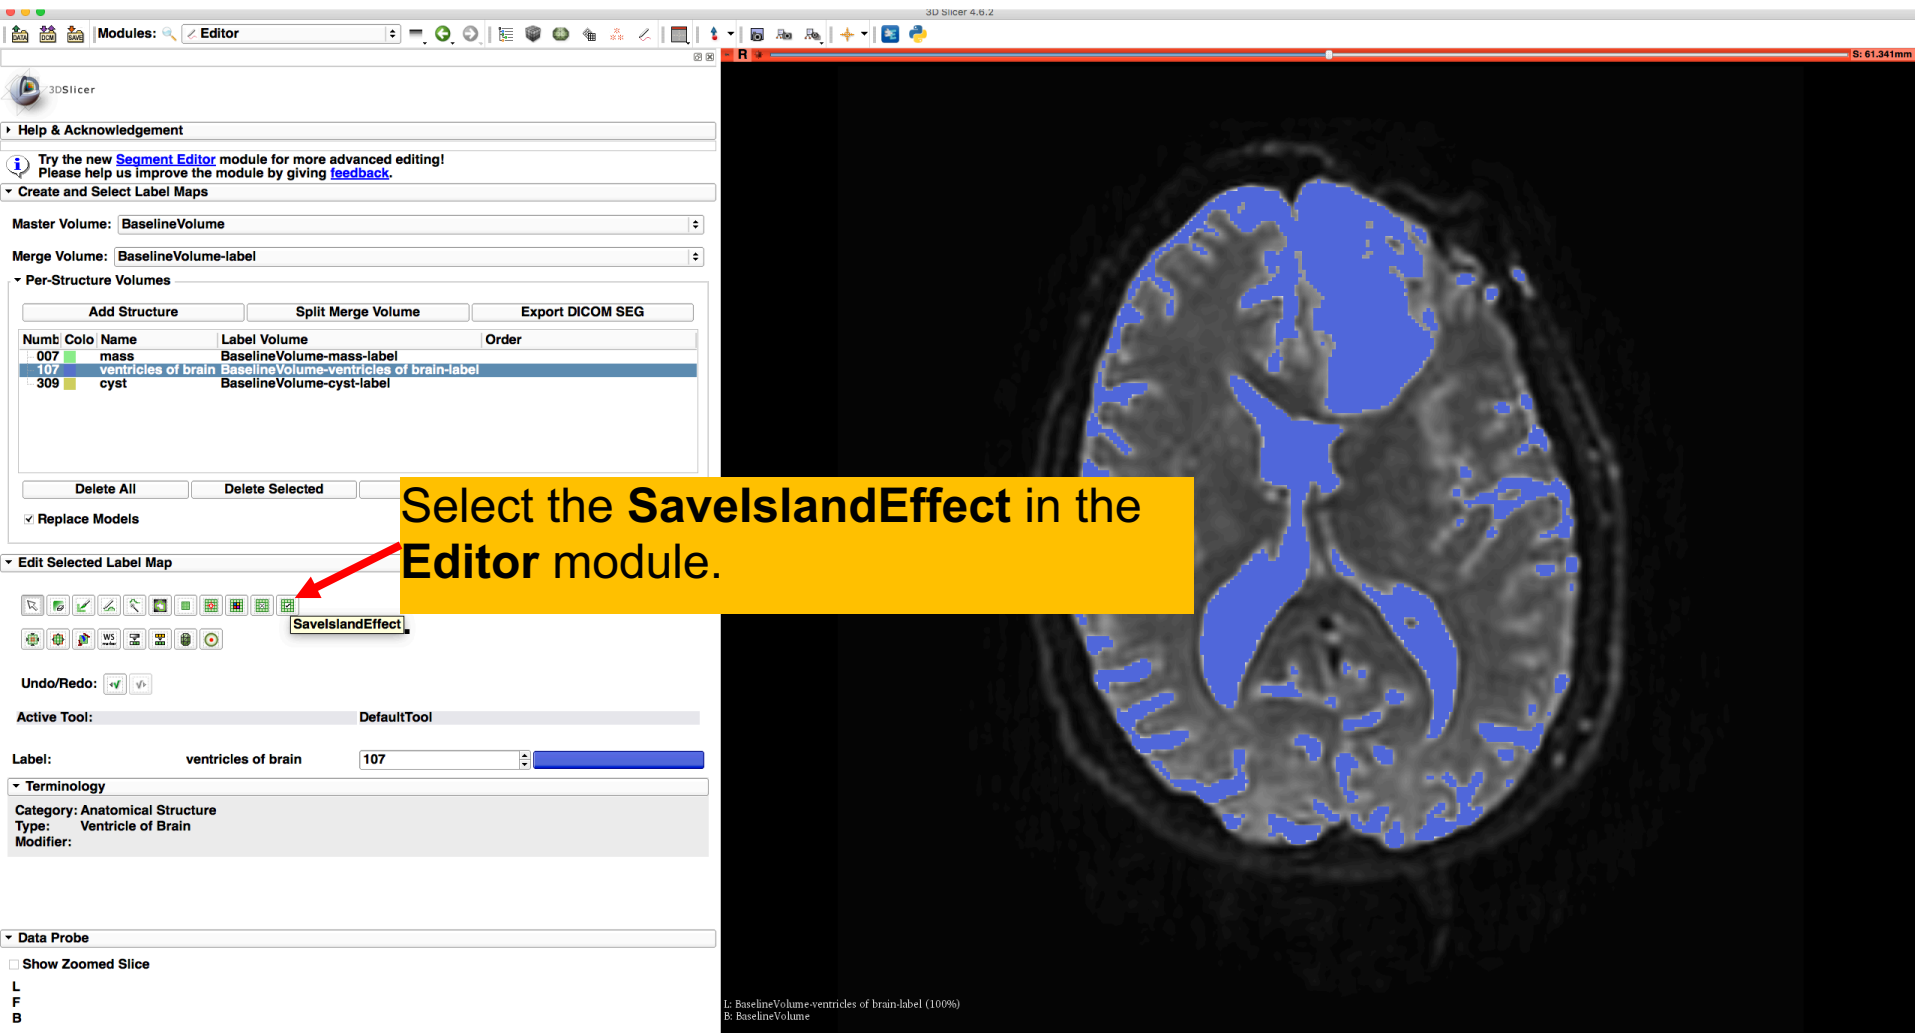 3D Slicer 4.6.2
DATA DCM SAVE Modules: Editor
R S: 61.341mm
3DSlicer
Help & Acknowledgement
Try the new Segment Editor module for more advanced editing!
Please help us improve the module by giving feedback.
Create and Select Label Maps
Master Volume: BaselineVolume
Merge Volume: BaselineVolume-label
Per-Structure Volumes
Add Structure Split Merge Volume Export DICOM SEG
Numb Colo Name Label Volume Order
007 mass BaselineVolume-mass-label
107 ventricles of brain BaselineVolume-ventricles of brain-label
309 cyst BaselineVolume-cyst-label
Delete All Delete Selected
Replace Models
Select the SaveIslandEffect in the
Editor module.
Edit Selected Label Map
SaveIslandEffect
.
WS
Undo/Redo:
Active Tool: DefaultTool
Label: ventricles of brain 107
Terminology
Category: Anatomical Structure
Type: Ventricle of Brain
Modifier:
Data Probe
Show Zoomed Slice
L
F
B
L: BaselineVolume-ventricles of brain-label (100%)
B: BaselineVolume